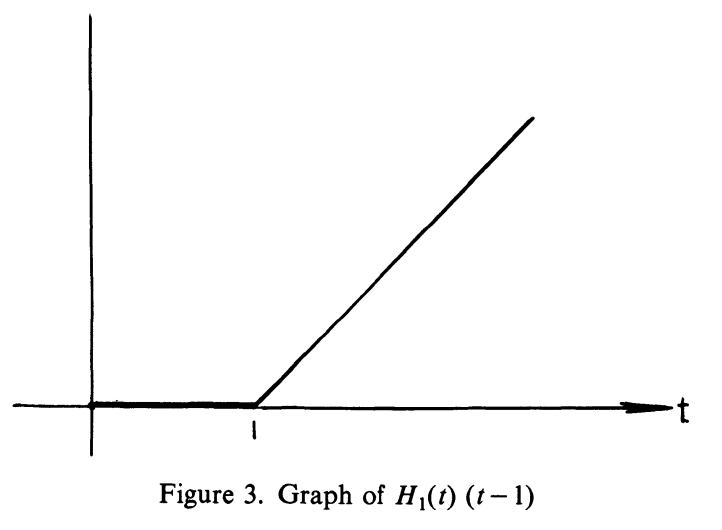 t
1
Figure 3. Graph of H₁(t) (t−1)